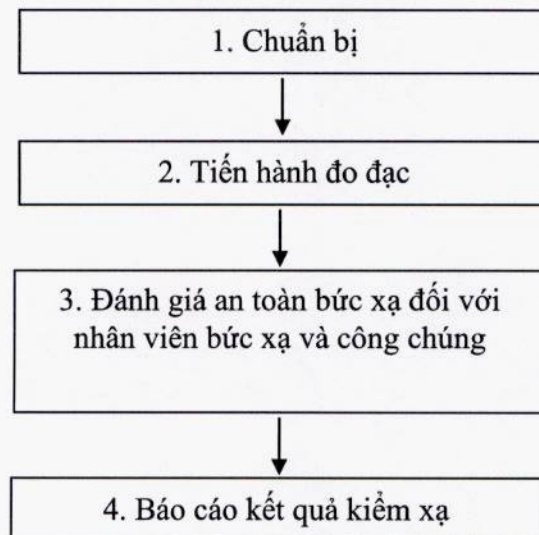 1. Chuẩn bị
2. Tiến hành đo đạc
3. Đánh giá an toàn bức xạ đối với
nhân viên bức xạ và công chúng
4. Báo cáo kết quả kiểm xạ